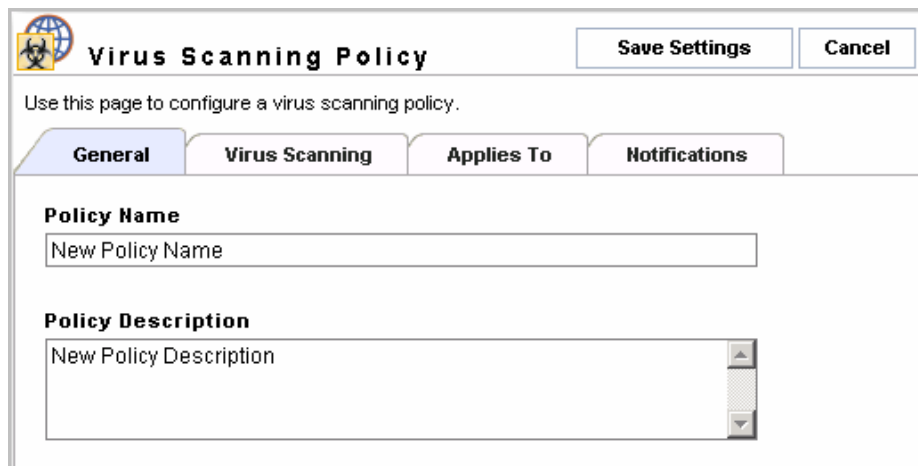 Virus Scanning Policy Save Settings Cancel
Use this page to configure a virus scanning policy.
General Virus Scanning Applies To Notifications
Policy Name
New Policy Name
Policy Description
New Policy Description